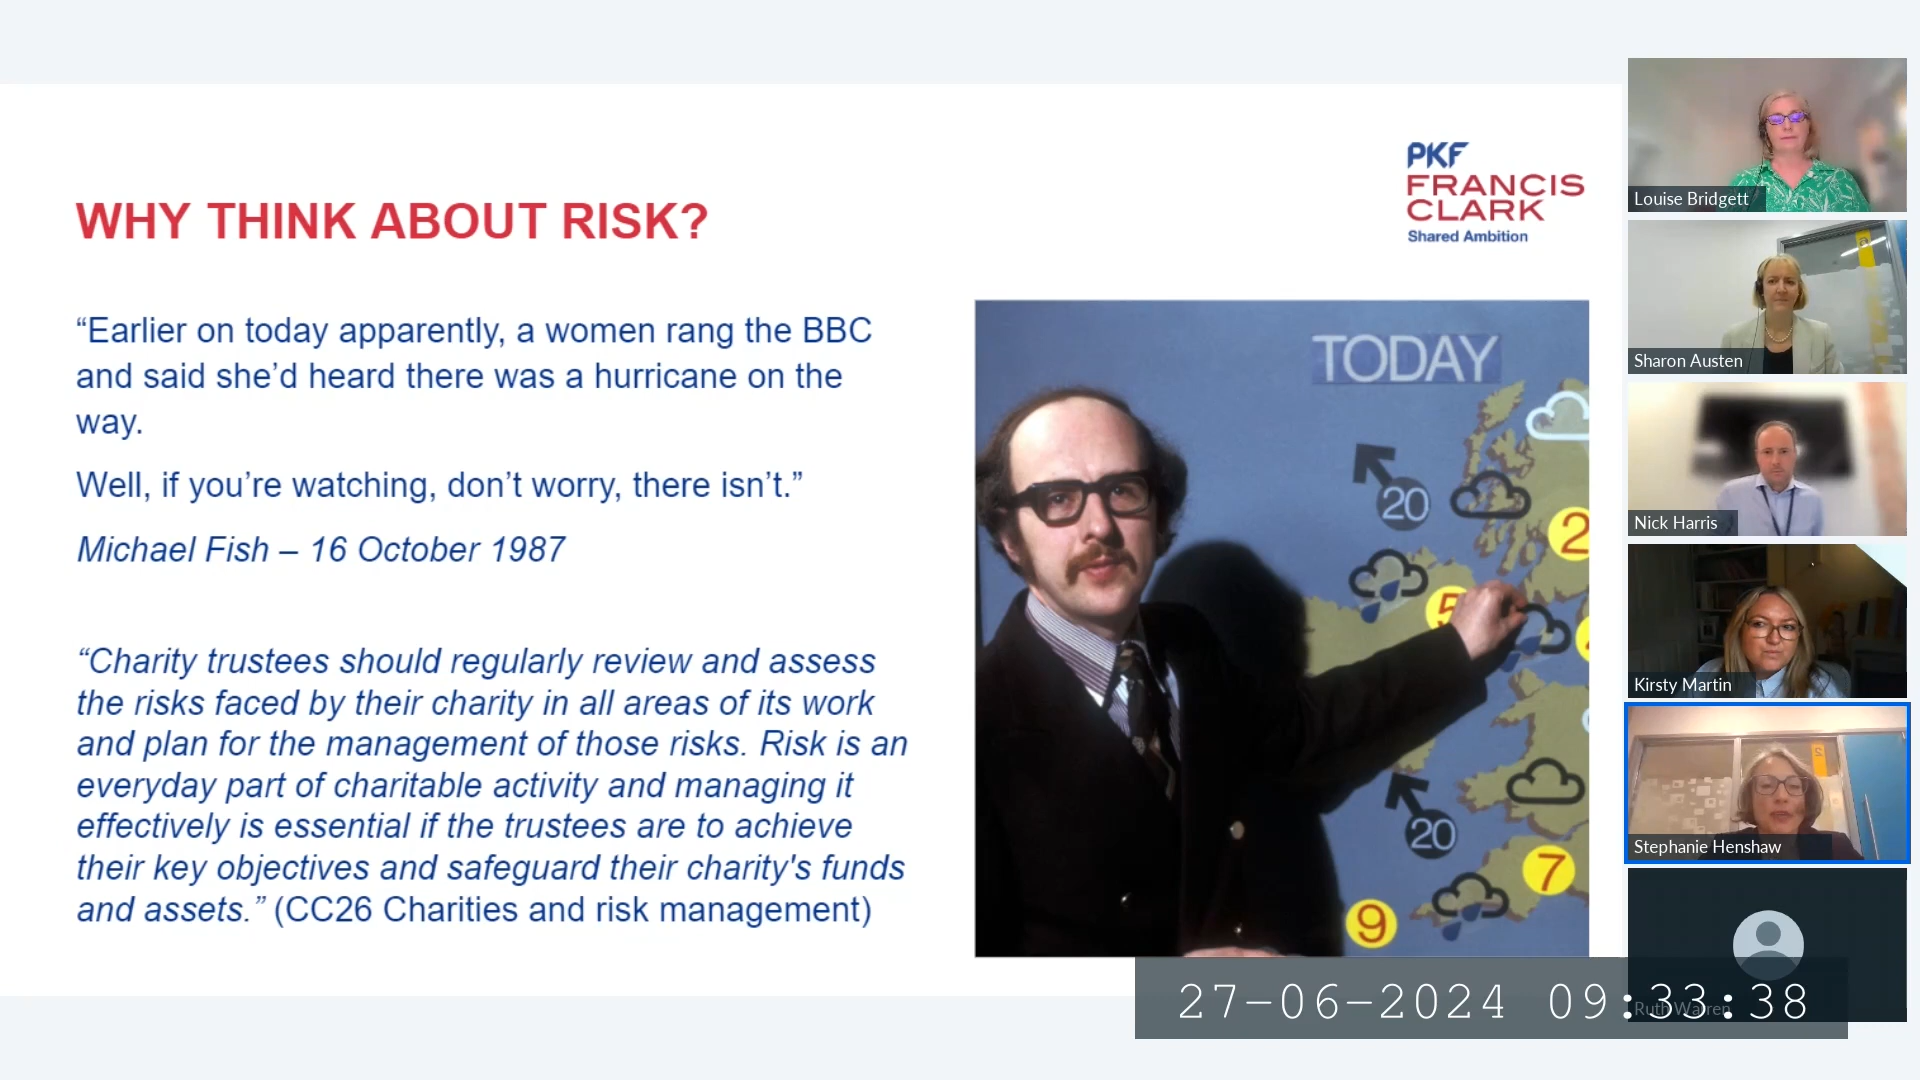 WHY THINK ABOUT RISK?
PKF
FRANCIS
CLARK
Shared Ambition
“Earlier on today apparently, a women rang the BBC
and said she’d heard there was a hurricane on the
way.
Well, if you’re watching, don’t worry, there isn’t.”
Michael Fish – 16 October 1987
“Charity trustees should regularly review and assess
the risks faced by their charity in all areas of its work
and plan for the management of those risks. Risk is an
everyday part of charitable activity and managing it
effectively is essential if the trustees are to achieve
their key objectives and safeguard their charity's funds
and assets.” (CC26 Charities and risk management)
TODAY
20
2
5
20
7
9
Louise Bridgett
Sharon Austen
Nick Harris
Kirsty Martin
Stephanie Henshaw
Ruth Warren
27-06-2024 09:33:38